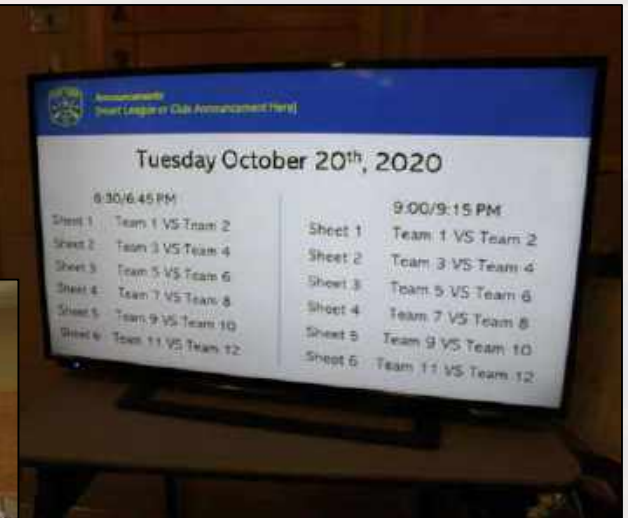 Announcements
[Insert League or Club Announcement Here]
Tuesday October 20th, 2020
6:30/6:45 PM
Sheet 1 Team 1 VS Team 2
Sheet 2 Team 3 VS Team 4
Sheet 3 Team 5 VS Team 6
Sheet 4 Team 7 VS Team 8
Sheet 5 Team 9 VS Team 10
Sheet 6 Team 11 VS Team 12
9:00/9:15 PM
Sheet 1 Team 1 VS Team 2
Sheet 2 Team 3 VS Team 4
Sheet 3 Team 5 VS Team 6
Sheet 4 Team 7 VS Team 8
Sheet 5 Team 9 VS Team 10
Sheet 6 Team 11 VS Team 12